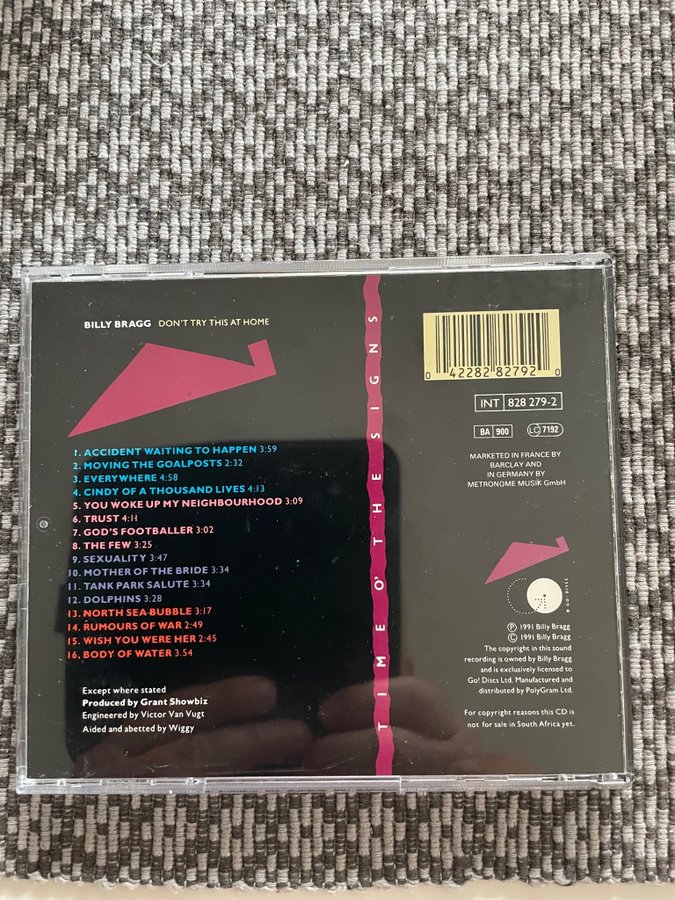 BILLY BRAGG DON'T TRY THIS AT HOME
1. ACCIDENT WAITING TO HAPPEN 3:59
2. MOVING THE GOALPOSTS 2:32
3. EVERYWHERE 4:58
4. CINDY OF A THOUSAND LIVES 4:13
5. YOU WOKE UP MY NEIGHBOURHOOD 3:09
6. TRUST 4:11
7. GOD'S FOOTBALLER 3:02
8. THE FEW 3:25
9. SEXUALITY 3:47
10. MOTHER OF THE BRIDE 3:34
11. TANK PARK SALUTE 3:34
12. DOLPHINS 3:28
13. NORTH SEA BUBBLE 3:17
14. RUMOURS OF WAR 2:49
15. WISH YOU WERE HER 2:45
16. BODY OF WATER 3.54
Except where stated
Produced by Grant Showbiz
Engineered by Victor Van Vugt
Aided and abetted by Wiggy
TIME O' THE SIGNS
0 42282 82792 0
INT 828 279-2
BA 900 LC 7192
MARKETED IN FRANCE BY
BARCLAY AND
IN GERMANY BY
METRONOME MUSIK GmbH
GO! DISCS
℗ 1991 Billy Bragg
© 1991 Billy Bragg
The copyright in this sound
recording is owned by Billy Bragg
and is exclusively licensed to
Go! Discs Ltd. Manufactured and
distributed by PolyGram Ltd.
For copyright reasons this CD is
not for sale in South Africa yet.